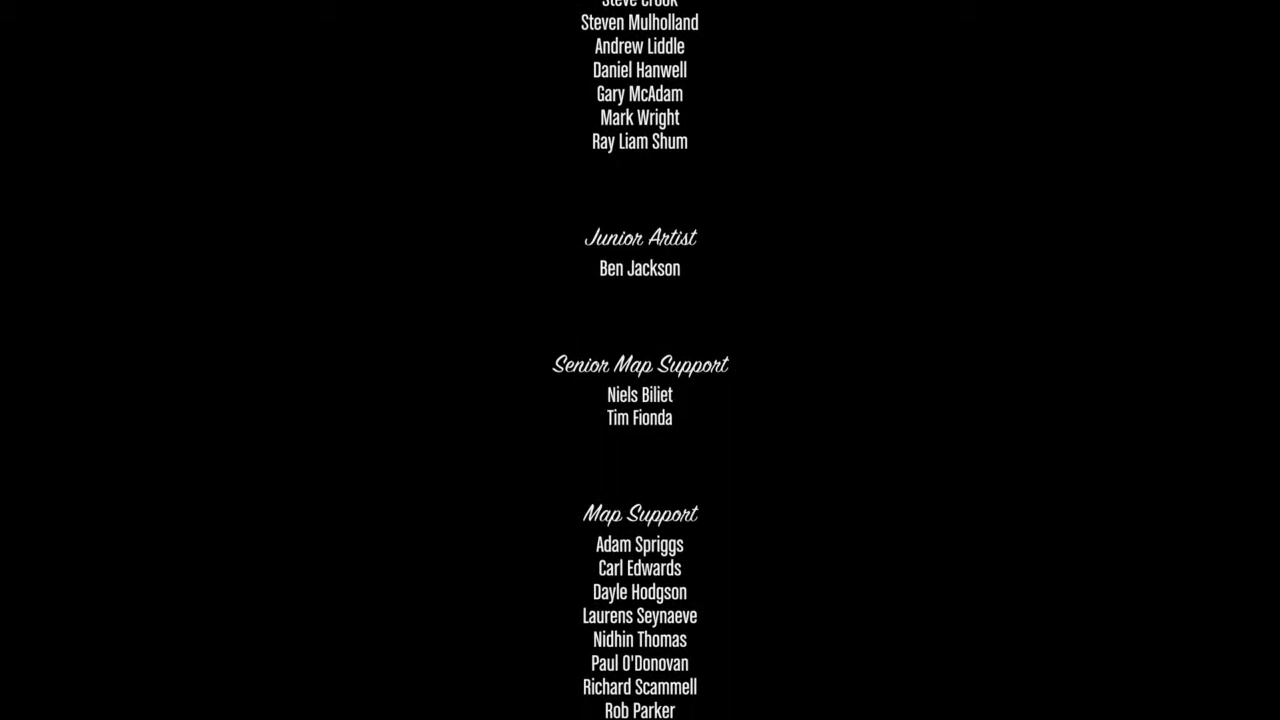 Steve Crook
Steven Mulholland
Andrew Liddle
Daniel Hanwell
Gary McAdam
Mark Wright
Ray Liam Shum
Junior Artist
Ben Jackson
Senior Map Support
Niels Biliet
Tim Fionda
Map Support
Adam Spriggs
Carl Edwards
Dayle Hodgson
Laurens Seynaeve
Nidhin Thomas
Paul O'Donovan
Richard Scammell
Rob Parker